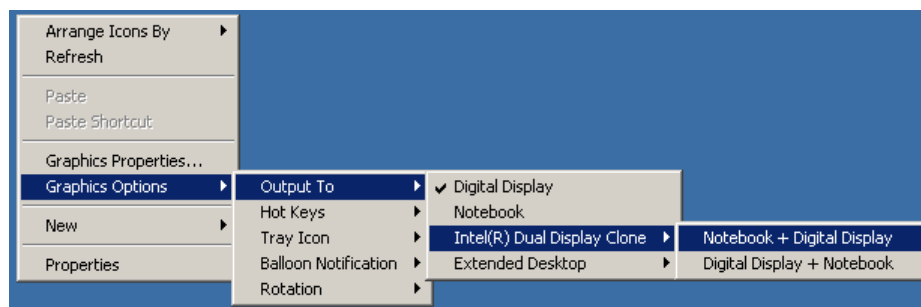 Arrange Icons By
Refresh
Paste
Paste Shortcut
Graphics Properties...
Graphics Options
New
Properties
Output To
Hot Keys
Tray Icon
Balloon Notification
Rotation
Digital Display
Notebook
Intel(R) Dual Display Clone
Extended Desktop
Notebook + Digital Display
Digital Display + Notebook